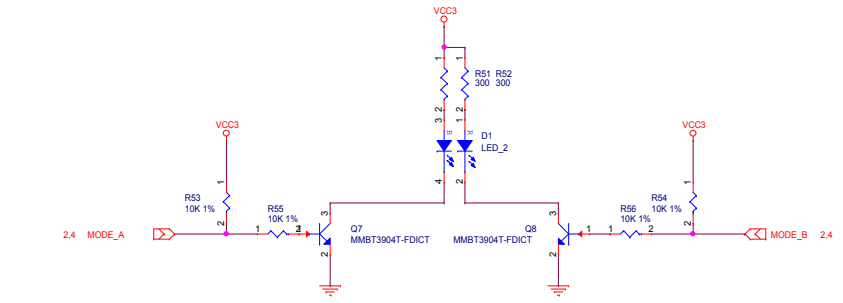 VCC3
1
1
R51 R52
300 300
2
2
3
1
B
R
D1
LED_2
4
2
VCC3
1
R53
10K 1%
2
R55
10K 1%
1
2,4 MODE_A
3
Q7
MMBT3904T-FDICT
2
VCC3
1
R54
10K 1%
2
R56
10K 1%
1
1
2
3
Q8
MMBT3904T-FDICT
2
MODE_B 2,4